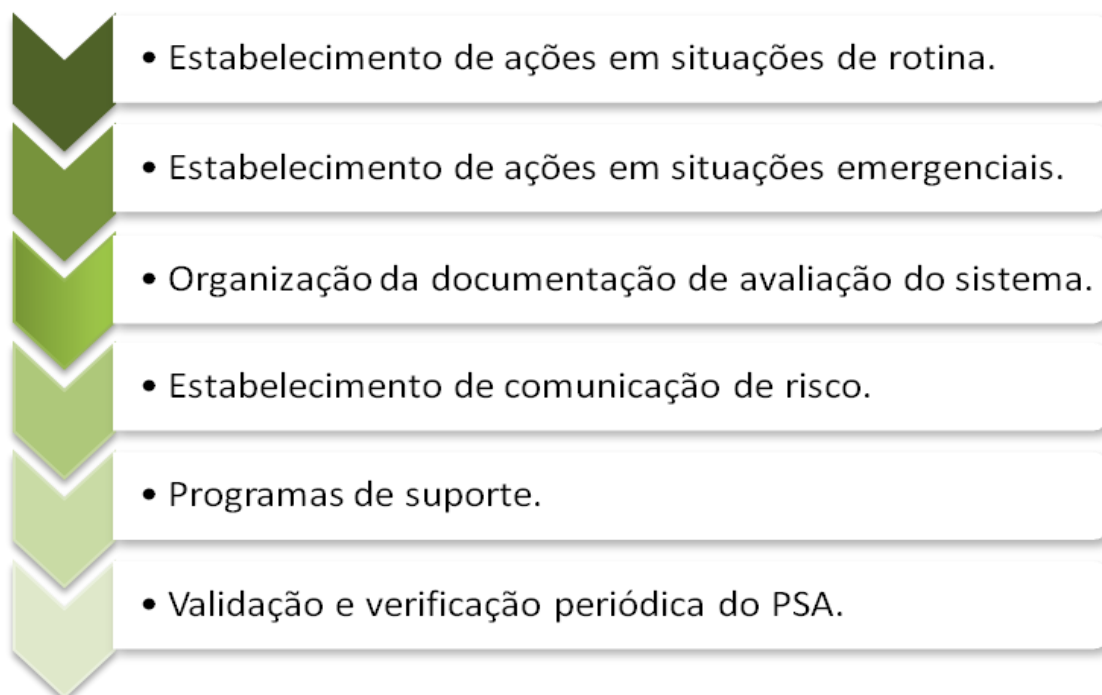 • Estabelecimento de ações em situações de rotina.
• Estabelecimento de ações em situações emergenciais.
• Organização da documentação de avaliação do sistema.
• Estabelecimento de comunicação de risco.
• Programas de suporte.
• Validação e verificação periódica do PSA.